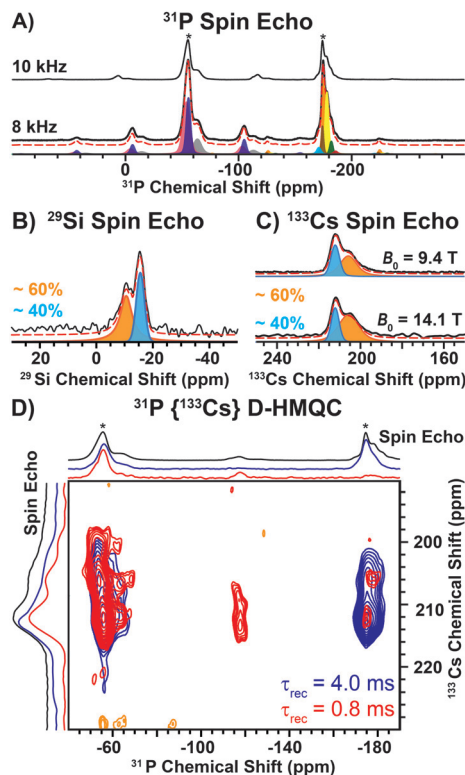 A) ³¹P Spin Echo
*
*
10 kHz
8 kHz
0
-100
-200
³¹P Chemical Shift (ppm)
B) ²⁹Si Spin Echo
~ 60%
~ 40%
20
0
-20
-40
²⁹Si Chemical Shift (ppm)
C) ¹³³Cs Spin Echo
B₀ = 9.4 T
~ 60%
~ 40%
B₀ = 14.1 T
240
200
160
¹³³Cs Chemical Shift (ppm)
D) ³¹P {¹³³Cs} D-HMQC
*
*
Spin Echo
Spin Echo
200
210
220
¹³³Cs Chemical Shift (ppm)
τrec = 4.0 ms
τrec = 0.8 ms
-60
-100
-140
-180
³¹P Chemical Shift (ppm)